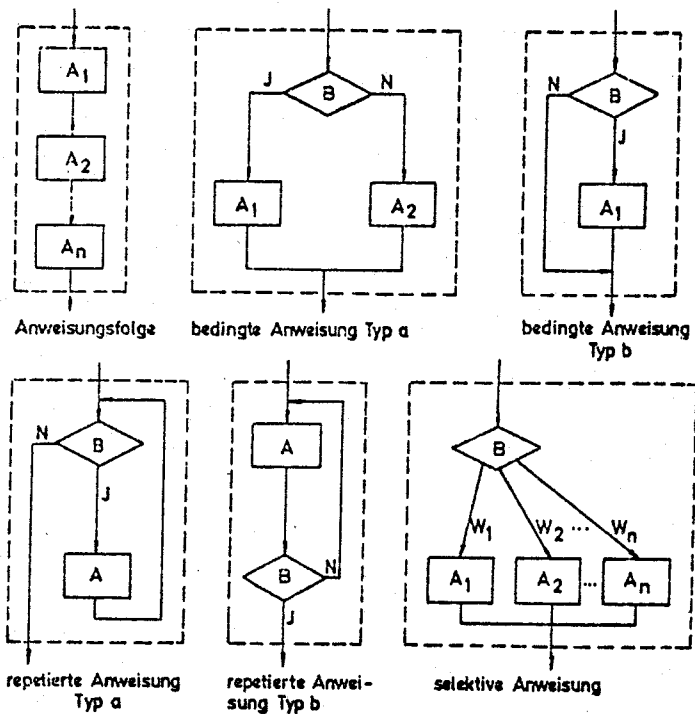 A1
A2
An
Anweisungsfolge
J B N
A1 A2
bedingte Anweisung Typ a
N B
J
A1
bedingte Anweisung
Typ b
N B
J
A
repetierte Anweisung
Typ a
A
B N
J
repetierte Anwei-
sung Typ b
B
W1 W2 ... Wn
A1 A2 ... An
selektive Anweisung